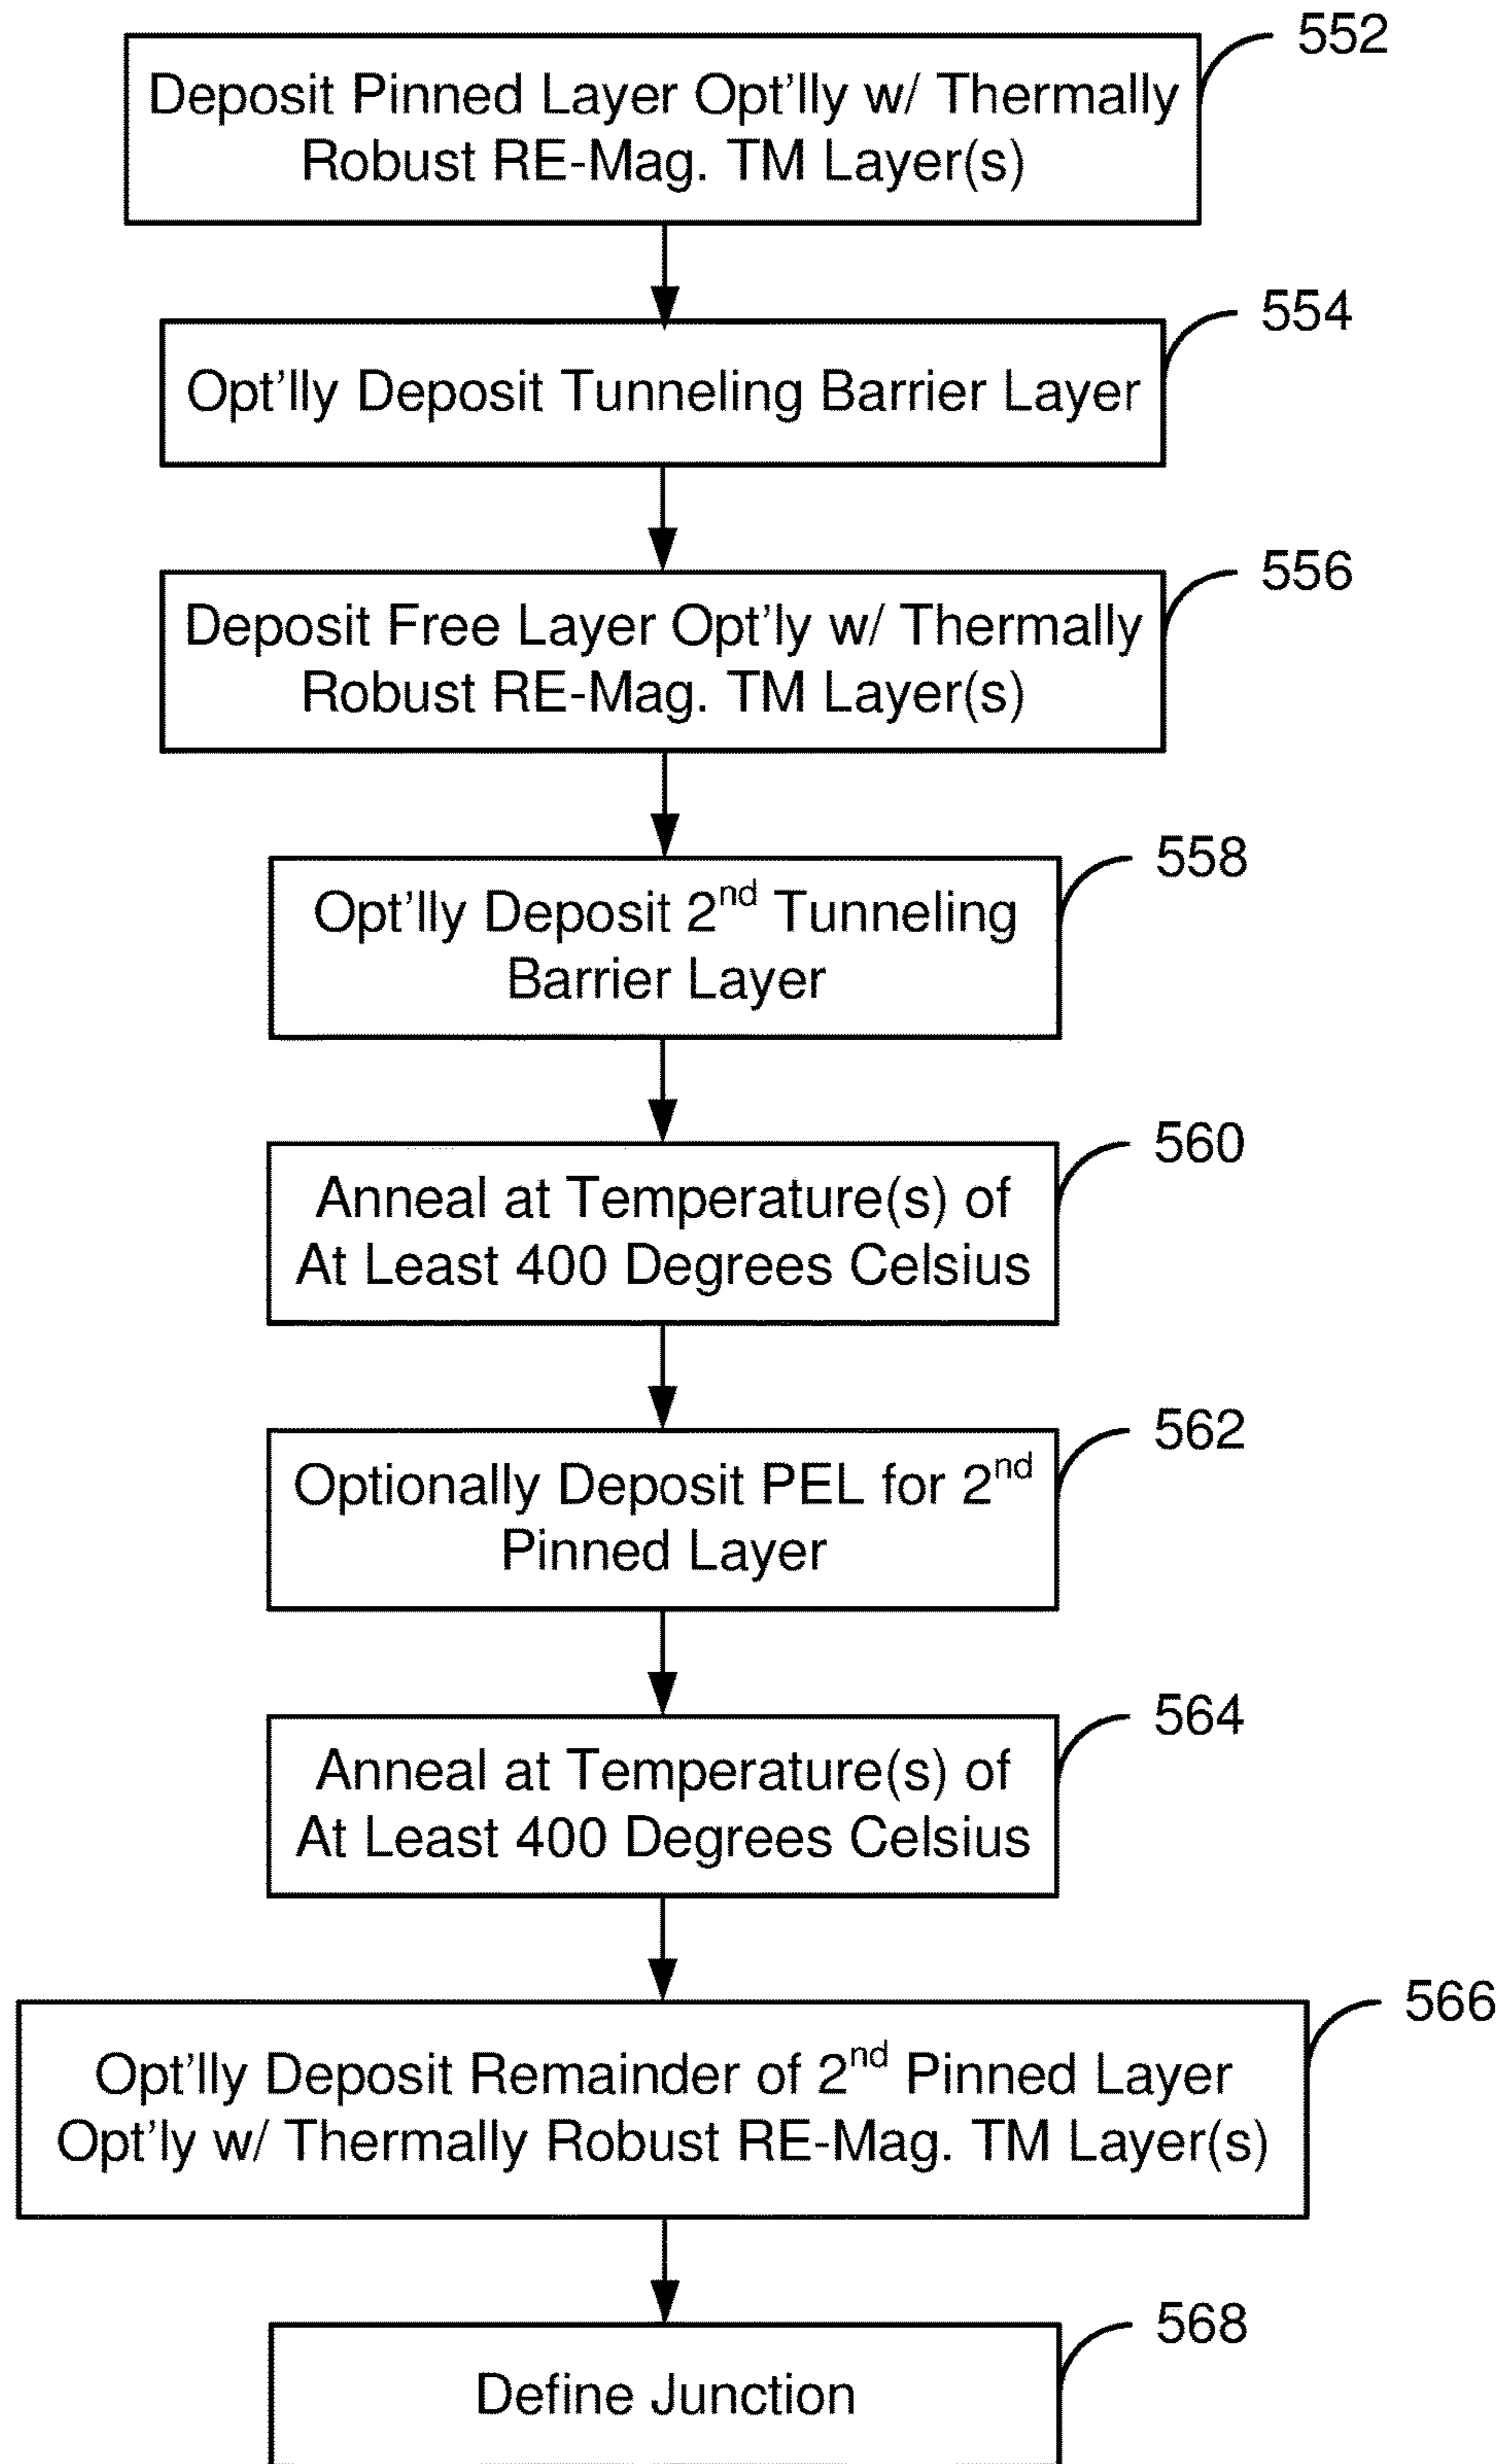 552
Deposit Pinned Layer Opt'lly w/ Thermally
Robust RE-Mag. TM Layer(s)
554
Opt'lly Deposit Tunneling Barrier Layer
556
Deposit Free Layer Opt'ly w/ Thermally
Robust RE-Mag. TM Layer(s)
558
Opt'lly Deposit 2nd Tunneling
Barrier Layer
560
Anneal at Temperature(s) of
At Least 400 Degrees Celsius
562
Optionally Deposit PEL for 2nd
Pinned Layer
564
Anneal at Temperature(s) of
At Least 400 Degrees Celsius
566
Opt'lly Deposit Remainder of 2nd Pinned Layer
Opt'ly w/ Thermally Robust RE-Mag. TM Layer(s)
568
Define Junction